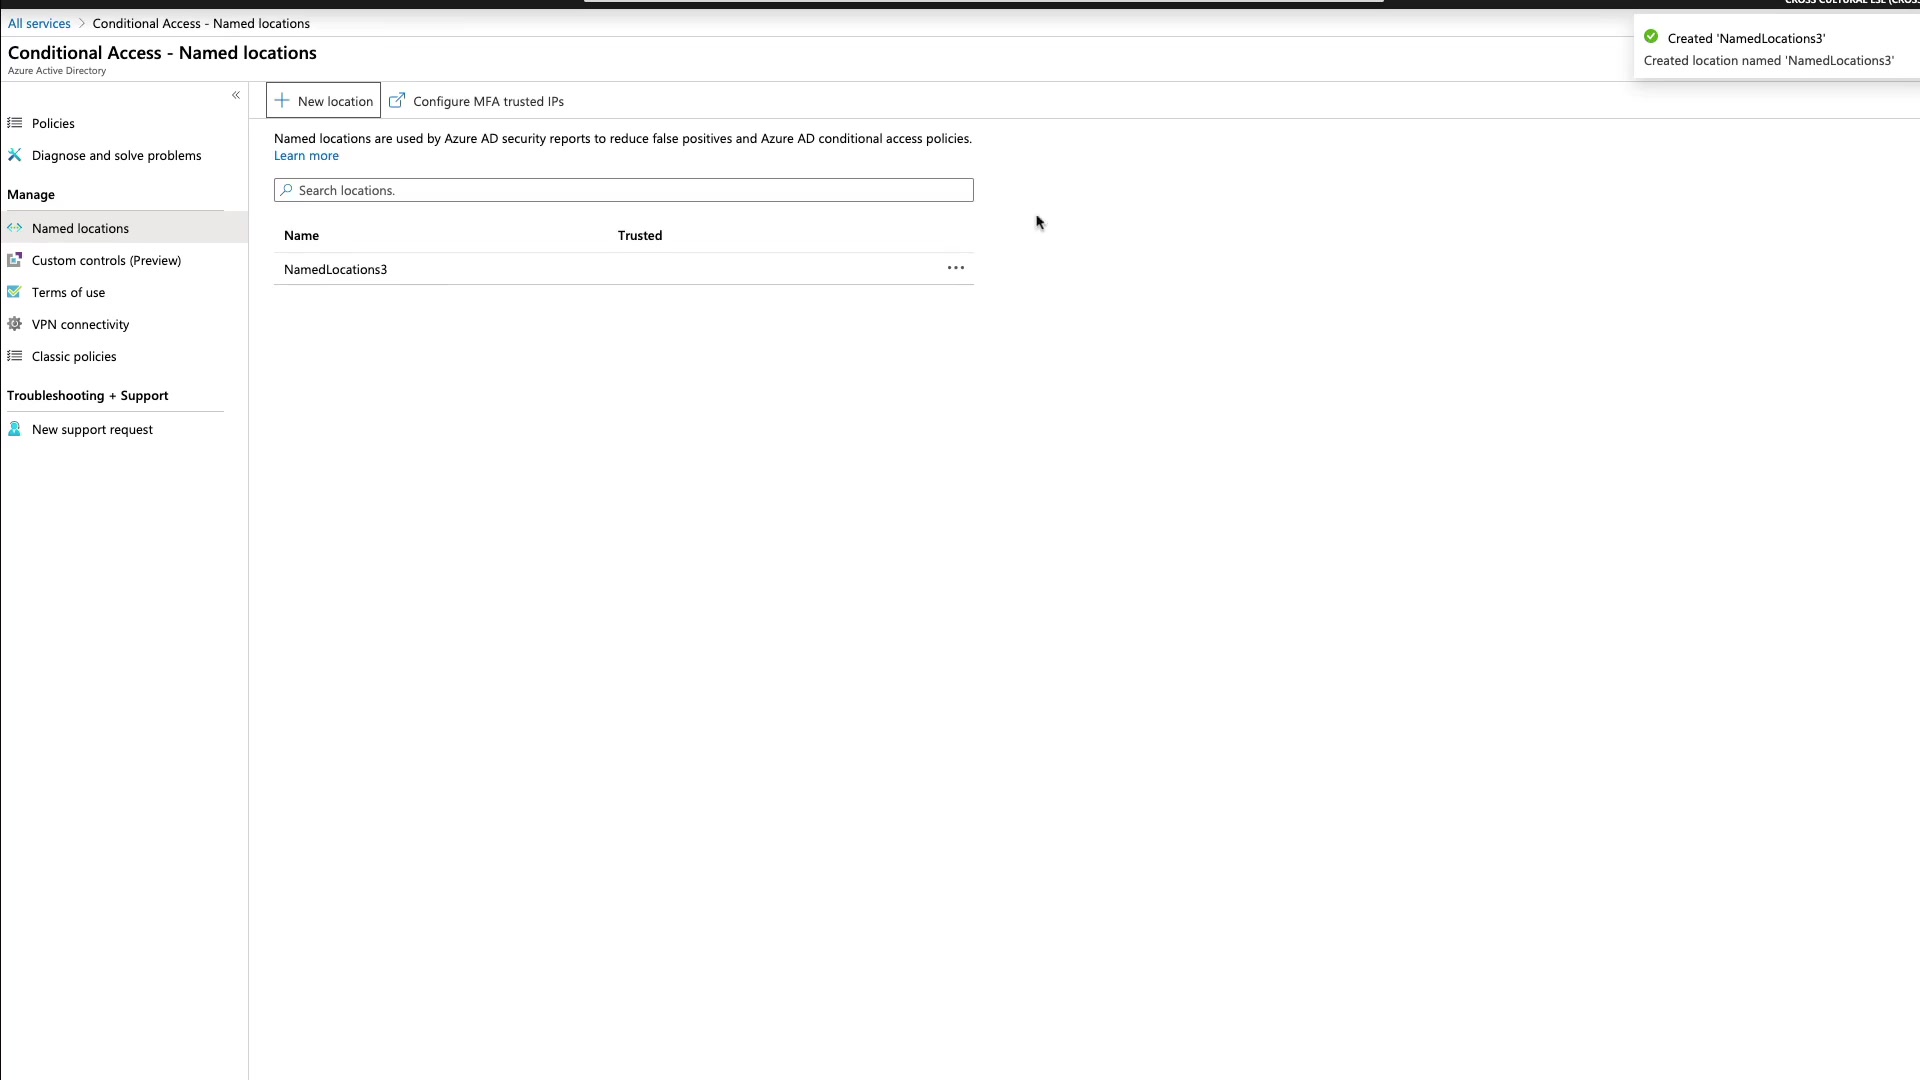 All services > Conditional Access - Named locations
Conditional Access - Named locations
Azure Active Directory
Created 'NamedLocations3'
Created location named 'NamedLocations3'
Policies
Diagnose and solve problems
Manage
Named locations
Custom controls (Preview)
Terms of use
VPN connectivity
Classic policies
Troubleshooting + Support
New support request
New location
Configure MFA trusted IPs
Named locations are used by Azure AD security reports to reduce false positives and Azure AD conditional access policies.
Learn more
Search locations.
Name Trusted
NamedLocations3